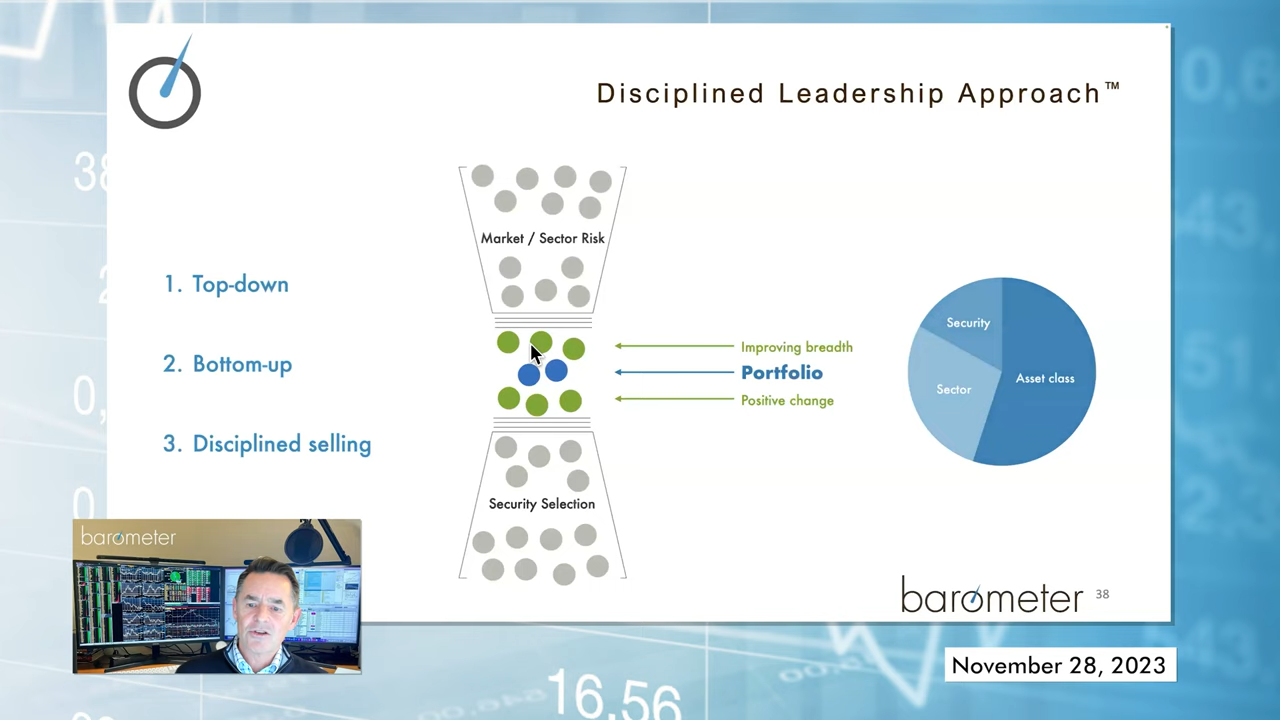 Disciplined Leadership Approach™
1. Top-down
2. Bottom-up
3. Disciplined selling
Market / Sector Risk
Improving breadth
Portfolio
Positive change
Security Selection
Security
Sector
Asset class
barometer
barometer 38
November 28, 2023
16,56